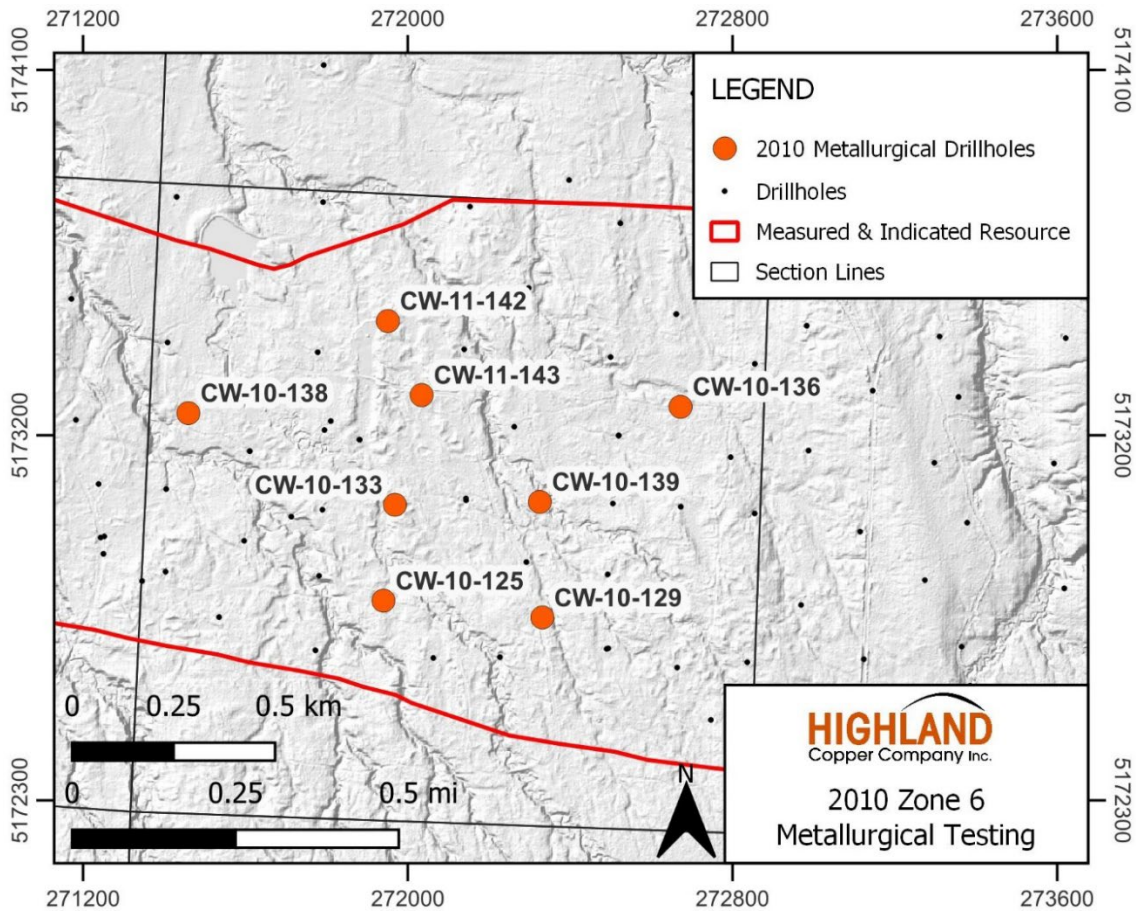 271200 272000 272800 273600
5174100 5174100
LEGEND
2010 Metallurgical Drillholes
Drillholes
Measured & Indicated Resource
Section Lines
CW-11-142
CW-11-143
CW-10-138
CW-10-136
5173200 5173200
CW-10-133
CW-10-139
CW-10-125
CW-10-129
0 0.25 0.5 km
0 0.25 0.5 mi
N
HIGHLAND
Copper Company Inc.
2010 Zone 6
Metallurgical Testing
5172300 5172300
271200 272000 272800 273600